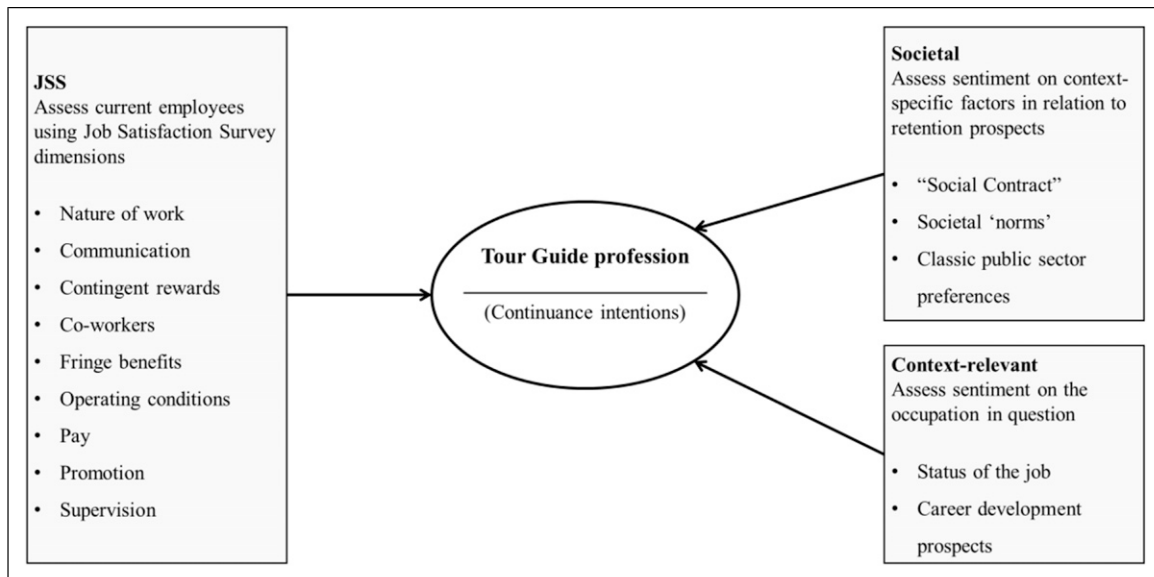 JSS
Assess current employees
using Job Satisfaction Survey
dimensions
• Nature of work
• Communication
• Contingent rewards
• Co-workers
• Fringe benefits
• Operating conditions
• Pay
• Promotion
• Supervision
Tour Guide profession
(Continuance intentions)
Societal
Assess sentiment on context-
specific factors in relation to
retention prospects
• “Social Contract”
• Societal ‘norms’
• Classic public sector
preferences
Context-relevant
Assess sentiment on the
occupation in question
• Status of the job
• Career development
prospects